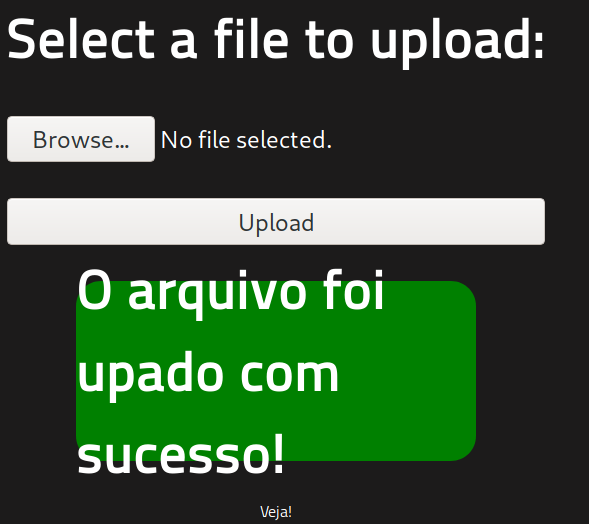 Select a file to upload:
Browse... No file selected.
Upload
O arquivo foi
upado com
sucesso!
Veja!